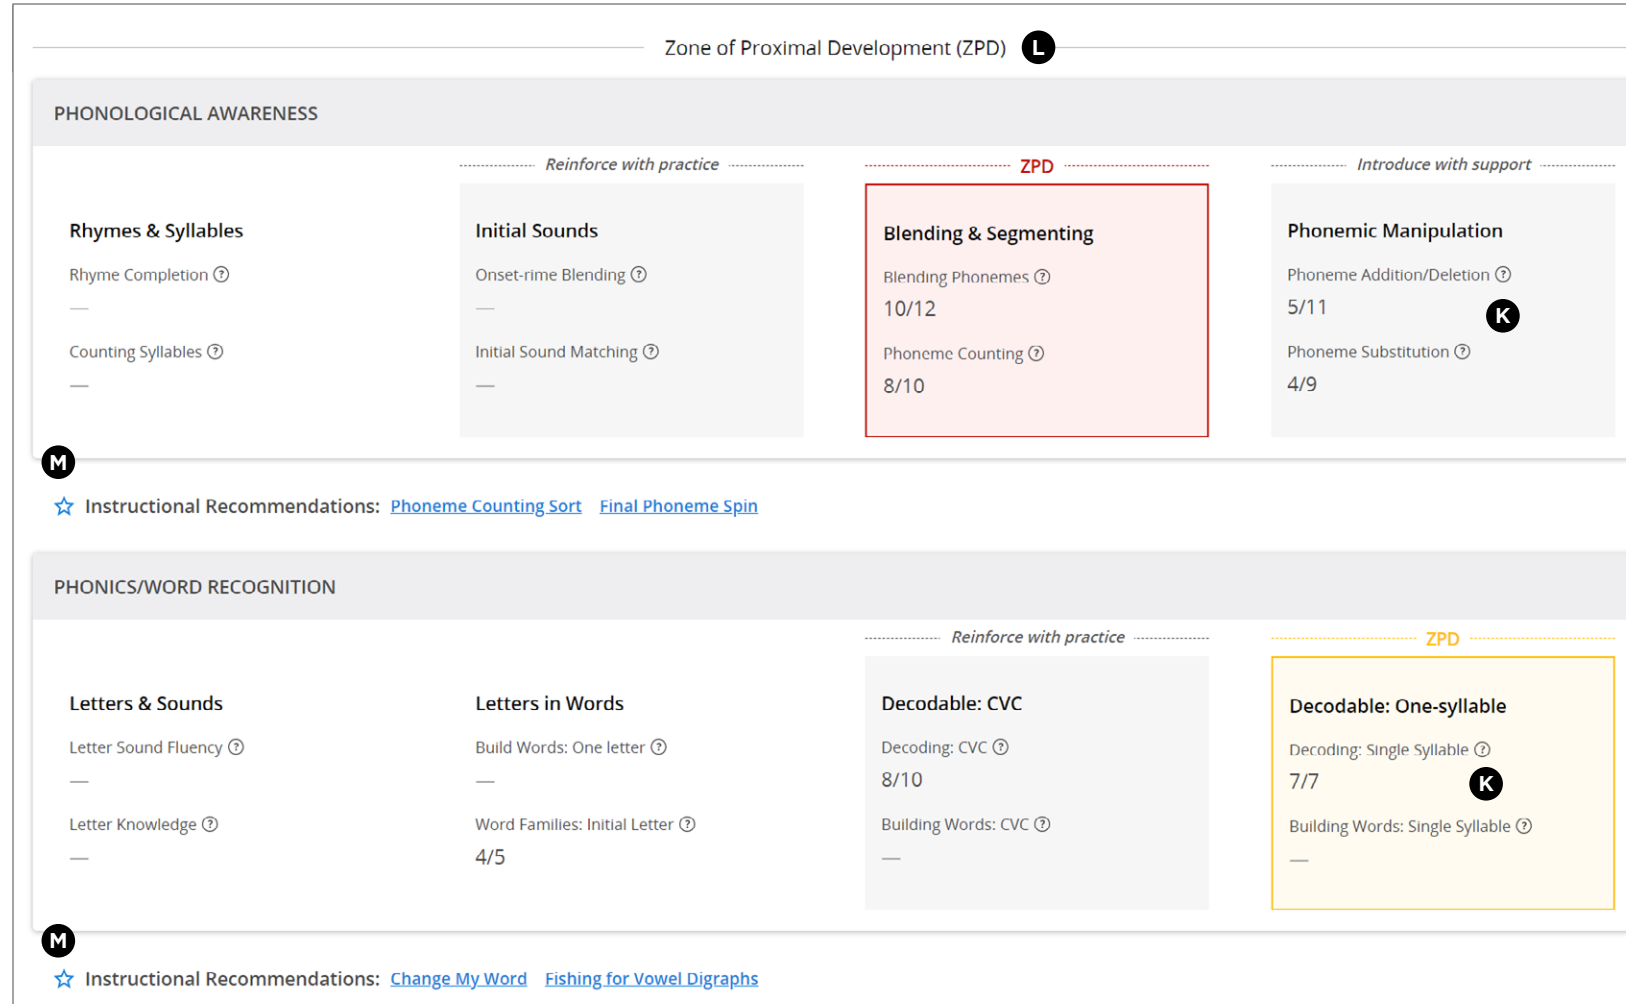 Zone of Proximal Development (ZPD) L
PHONOLOGICAL AWARENESS
Reinforce with practice
ZPD
Introduce with support
Rhymes & Syllables
Rhyme Completion ?
—
Counting Syllables ?
—
Initial Sounds
Onset-rime Blending ?
—
Initial Sound Matching ?
—
Blending & Segmenting
Blending Phonemes ?
10/12
Phoneme Counting ?
8/10
Phonemic Manipulation
Phoneme Addition/Deletion ?
5/11
K
Phoneme Substitution ?
4/9
M
Instructional Recommendations: Phoneme Counting Sort Final Phoneme Spin
PHONICS/WORD RECOGNITION
Reinforce with practice
ZPD
Letters & Sounds
Letter Sound Fluency ?
—
Letter Knowledge ?
—
Letters in Words
Build Words: One letter ?
—
Word Families: Initial Letter ?
4/5
Decodable: CVC
Decoding: CVC ?
8/10
Building Words: CVC ?
—
Decodable: One-syllable
Decoding: Single Syllable ?
7/7
K
Building Words: Single Syllable ?
—
M
Instructional Recommendations: Change My Word Fishing for Vowel Digraphs